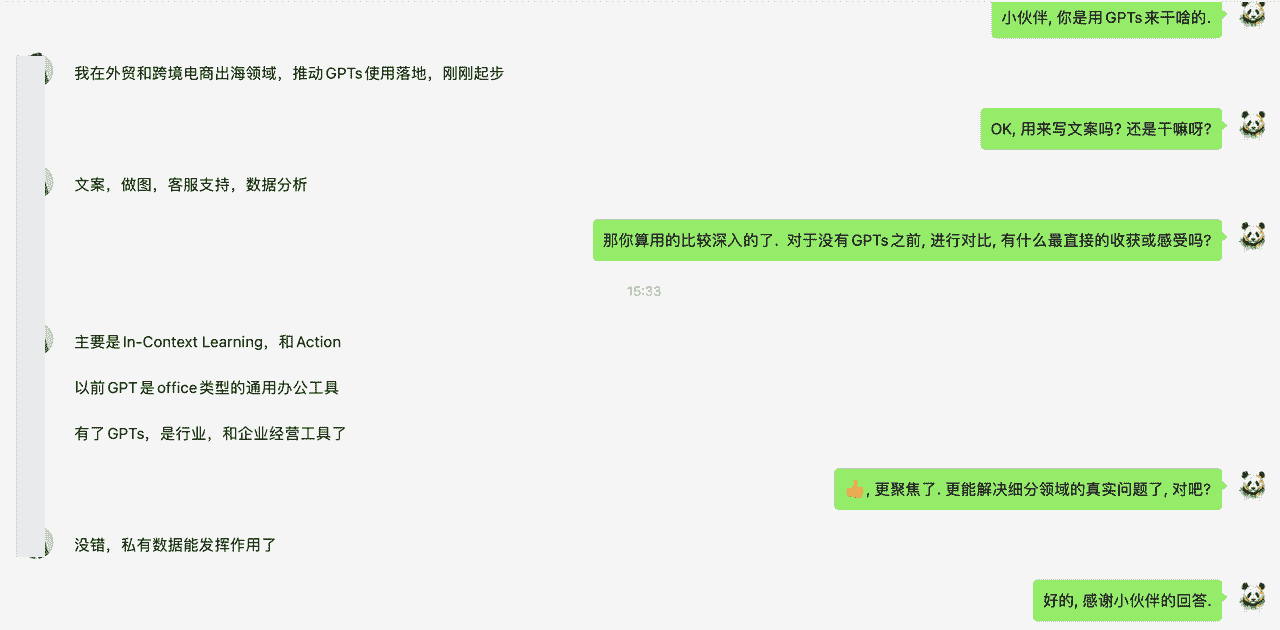 小伙伴, 你是用GPTs来干啥的.
我在外贸和跨境电商出海领域，推动GPTs使用落地，刚刚起步
OK, 用来写文案吗? 还是干嘛呀?
文案，做图，客服支持，数据分析
那你算用的比较深入的了. 对于没有GPTs之前, 进行对比, 有什么最直接的收获或感受吗?
15:33
主要是In-Context Learning，和Action
以前GPT是office类型的通用办公工具
有了GPTs，是行业，和企业经营工具了
👍, 更聚焦了. 更能解决细分领域的真实问题了, 对吧?
没错，私有数据能发挥作用了
好的, 感谢小伙伴的回答.